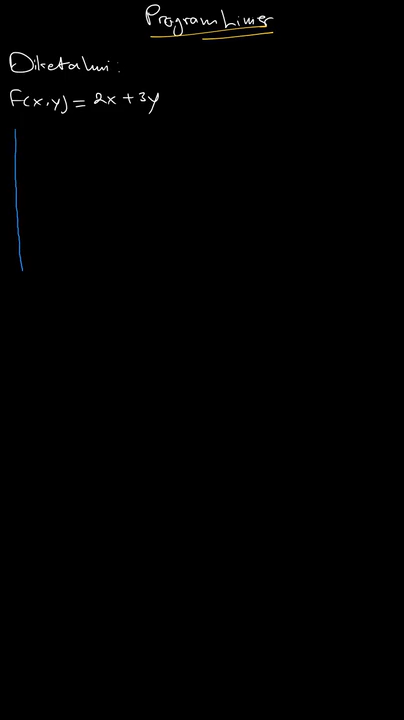 Program Linier
Diketahui:
F(x,y) = 2x + 3y